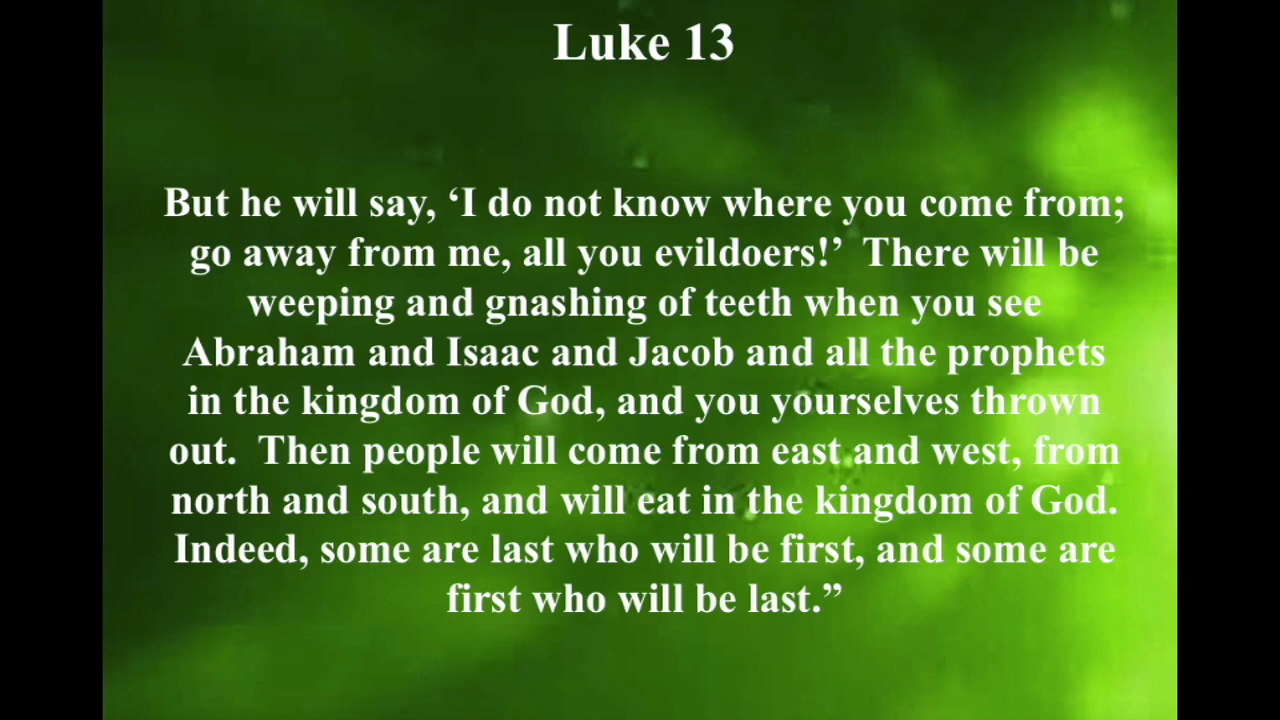 Luke 13
But he will say, ‘I do not know where you come from;
go away from me, all you evildoers!’  There will be
weeping and gnashing of teeth when you see
Abraham and Isaac and Jacob and all the prophets
in the kingdom of God, and you yourselves thrown
out.  Then people will come from east and west, from
north and south, and will eat in the kingdom of God.
Indeed, some are last who will be first, and some are
first who will be last.”